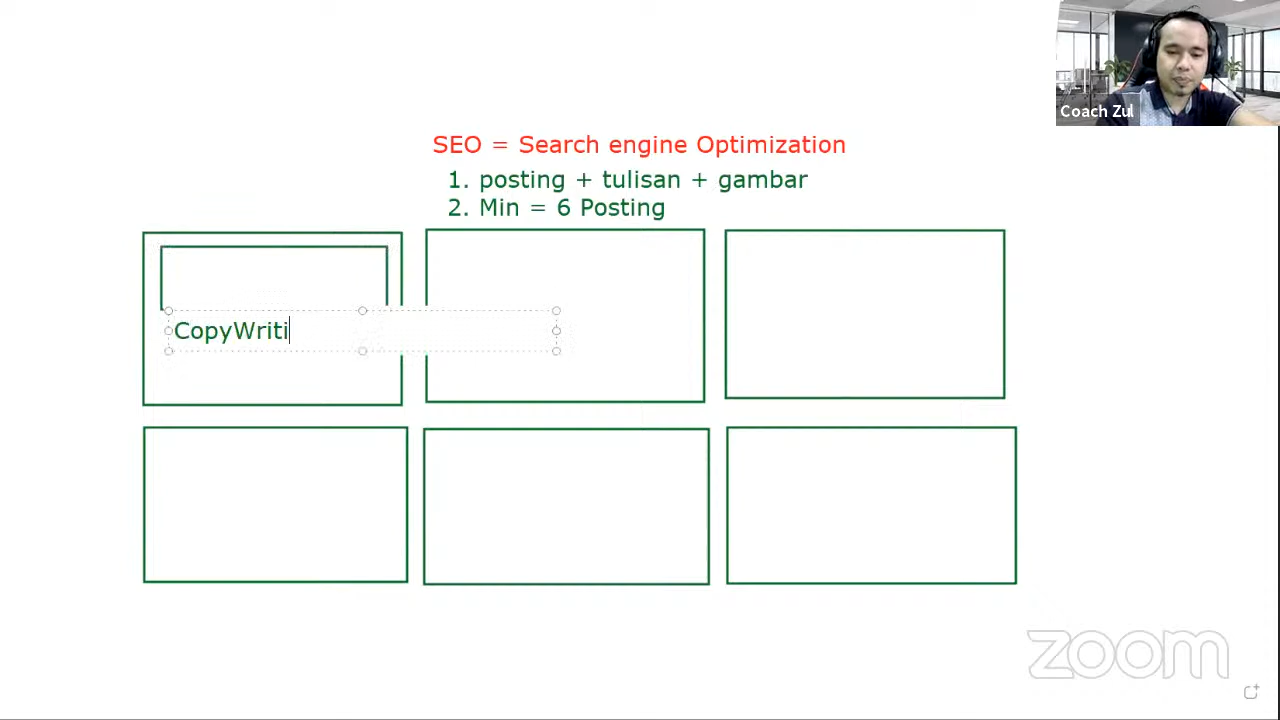 Coach Zul
SEO = Search engine Optimization
1. posting + tulisan + gambar
2. Min = 6 Posting
CopyWriti
zoom